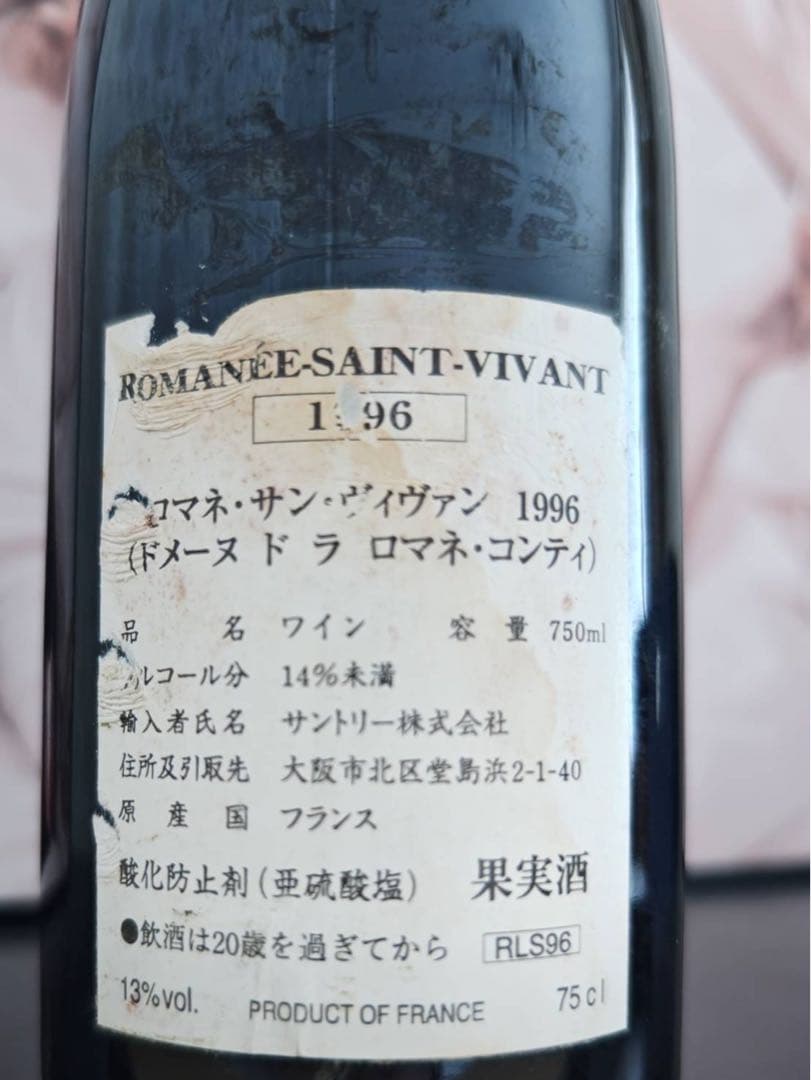 ROMANÉE-SAINT-VIVANT
1996
ロマネ・サン・ヴィヴァン 1996
(ドメーヌ ド ラ ロマネ・コンティ)
品 名 ワイン 容 量 750ml
アルコール分 14%未満
輸入者氏名 サントリー株式会社
住所及引取先 大阪市北区堂島浜2-1-40
原 産 国 フランス
酸化防止剤(亜硫酸塩) 果実酒
●飲酒は20歳を過ぎてから RLS96
13%vol. PRODUCT OF FRANCE 75cl